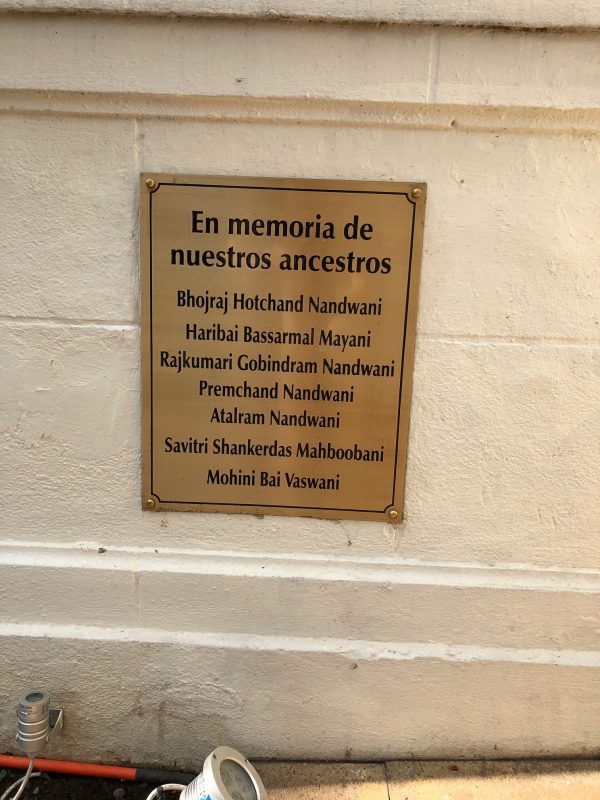 En memoria de
nuestros ancestros
Bhojraj Hotchand Nandwani
Haribai Bassarmal Mayani
Rajkumari Gobindram Nandwani
Premchand Nandwani
Atalram Nandwani
Savitri Shankerdas Mahboobani
Mohini Bai Vaswani